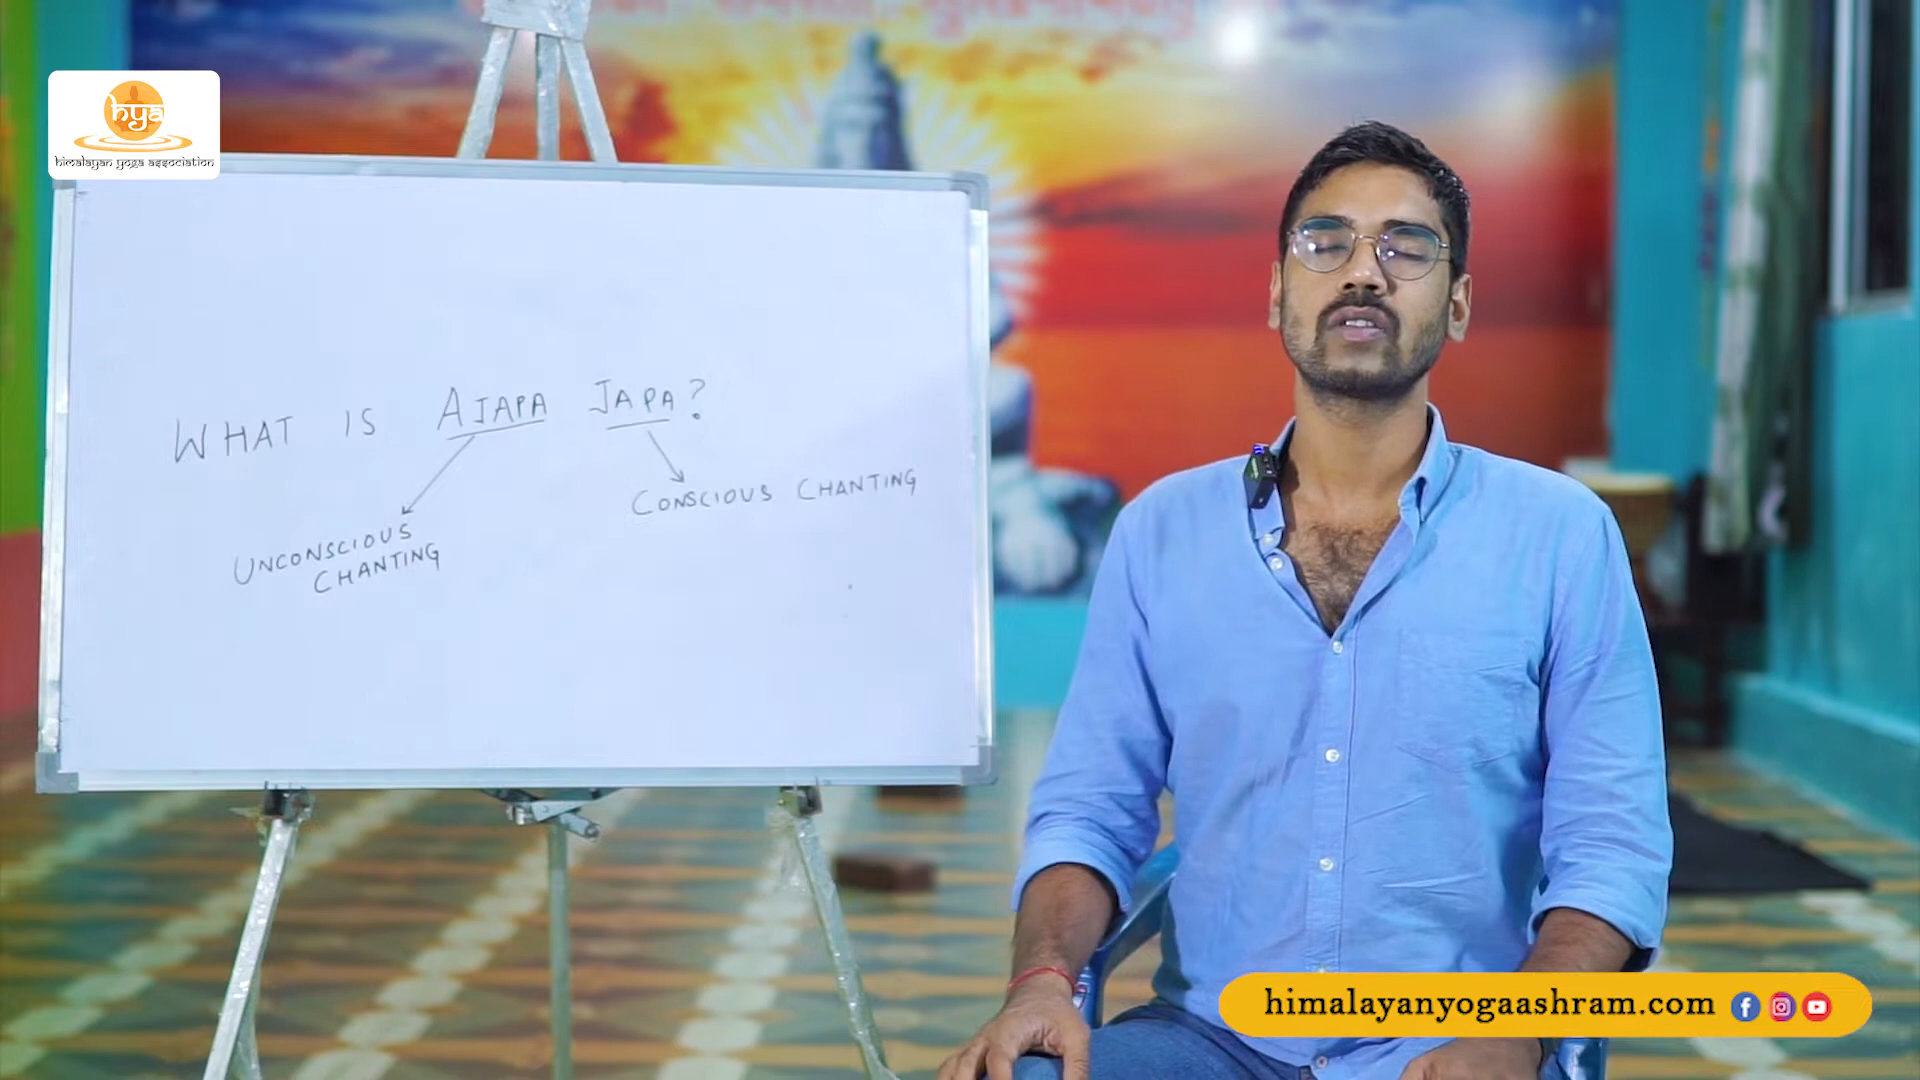 hya
himalayan yoga association
WHAT IS AJAPA JAPA?
CONSCIOUS CHANTING
UNCONSCIOUS
CHANTING
himalayanyogaashram.com